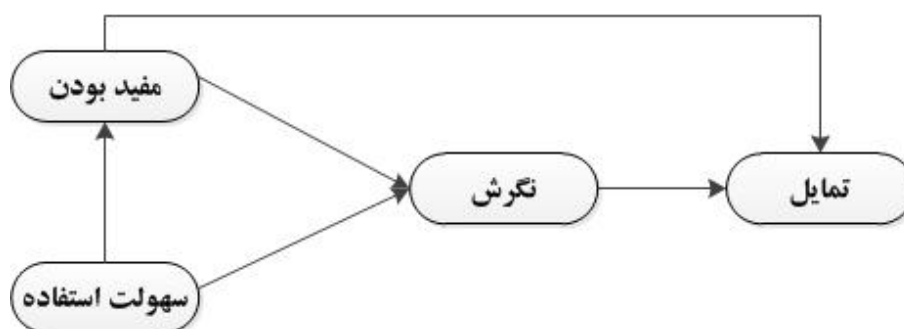 مفید بودن
نگرش
تمایل
سهولت استفاده